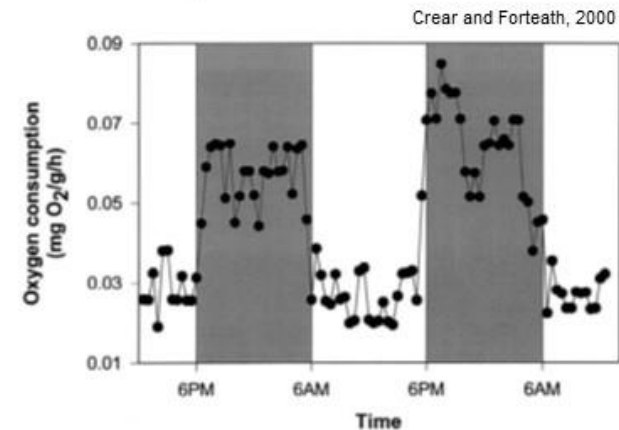 Crear and Forteath, 2000
Oxygen consumption
(mg O2/g/h)
0.09
0.07
0.05
0.03
0.01
6PM
6AM
6PM
6AM
Time